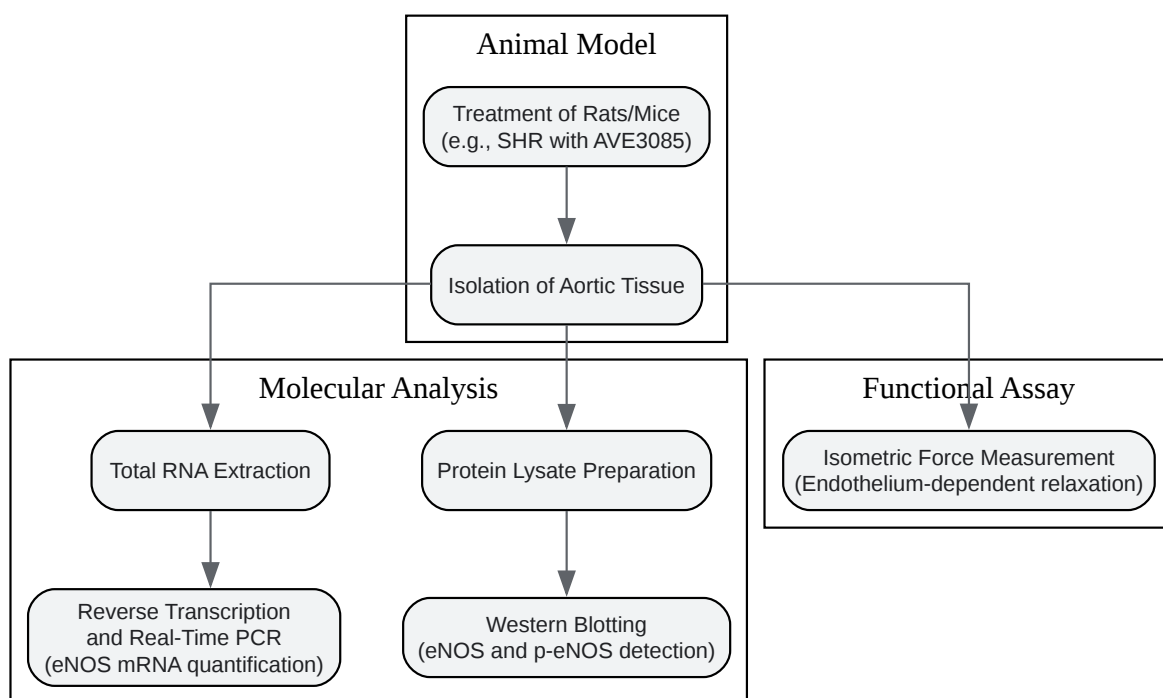 Animal Model
Treatment of Rats/Mice
(e.g., SHR with AVE3085)
Isolation of Aortic Tissue
Molecular Analysis
Functional Assay
Total RNA Extraction
Protein Lysate Preparation
Isometric Force Measurement
(Endothelium-dependent relaxation)
Reverse Transcription
and Real-Time PCR
(eNOS mRNA quantification)
Western Blotting
(eNOS and p-eNOS detection)